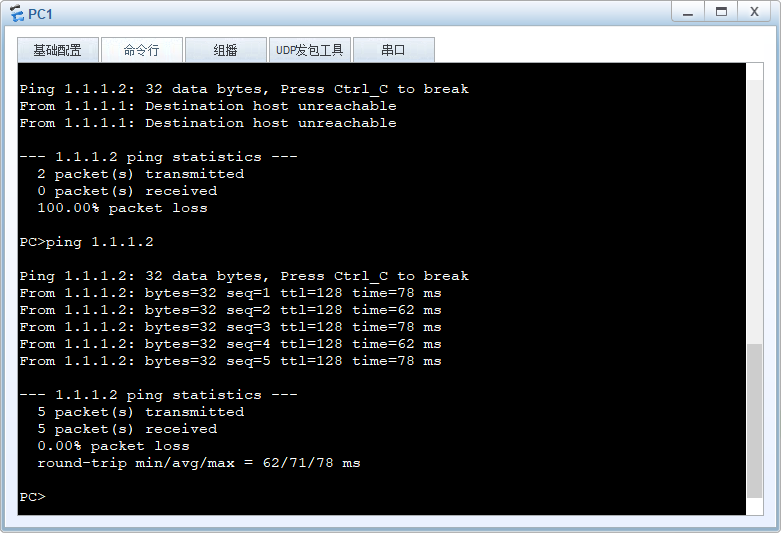 PC1
基础配置
命令行
组播
UDP发包工具
串口
Ping 1.1.1.2: 32 data bytes, Press Ctrl_C to break
From 1.1.1.1: Destination host unreachable
From 1.1.1.1: Destination host unreachable
--- 1.1.1.2 ping statistics ---
2 packet(s) transmitted
0 packet(s) received
100.00% packet loss
PC>ping 1.1.1.2
Ping 1.1.1.2: 32 data bytes, Press Ctrl_C to break
From 1.1.1.2: bytes=32 seq=1 ttl=128 time=78 ms
From 1.1.1.2: bytes=32 seq=2 ttl=128 time=62 ms
From 1.1.1.2: bytes=32 seq=3 ttl=128 time=78 ms
From 1.1.1.2: bytes=32 seq=4 ttl=128 time=62 ms
From 1.1.1.2: bytes=32 seq=5 ttl=128 time=78 ms
--- 1.1.1.2 ping statistics ---
5 packet(s) transmitted
5 packet(s) received
0.00% packet loss
round-trip min/avg/max = 62/71/78 ms
PC>